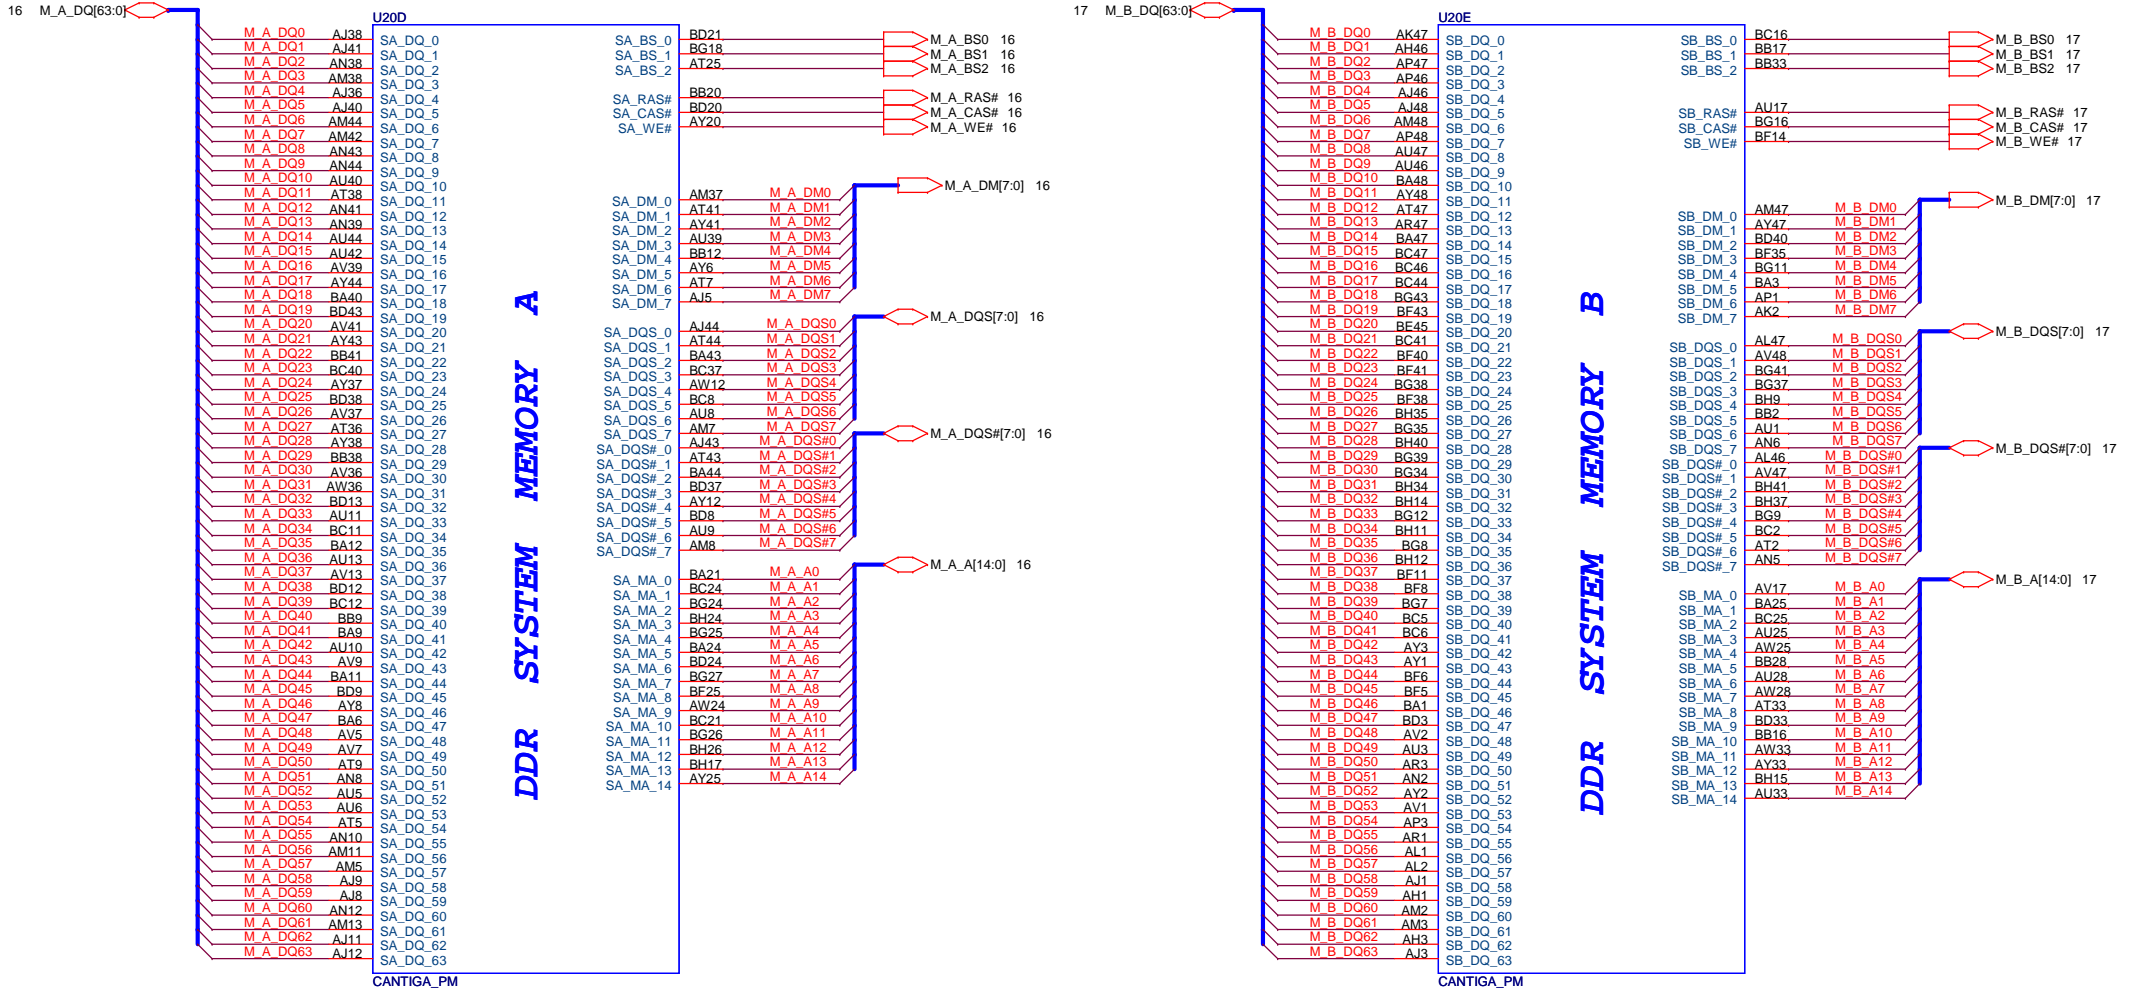 16 M_A_DQ[63:0]
U20D
M_A_DQ0 AJ38 SA_DQ_0
M_A_DQ1 AJ41 SA_DQ_1
M_A_DQ2 AN38 SA_DQ_2
M_A_DQ3 AM38 SA_DQ_3
M_A_DQ4 AJ36 SA_DQ_4
M_A_DQ5 AJ40 SA_DQ_5
M_A_DQ6 AM44 SA_DQ_6
M_A_DQ7 AM42 SA_DQ_7
M_A_DQ8 AN43 SA_DQ_8
M_A_DQ9 AN44 SA_DQ_9
M_A_DQ10 AU40 SA_DQ_10
M_A_DQ11 AT38 SA_DQ_11
M_A_DQ12 AN41 SA_DQ_12
M_A_DQ13 AN39 SA_DQ_13
M_A_DQ14 AU44 SA_DQ_14
M_A_DQ15 AU42 SA_DQ_15
M_A_DQ16 AV39 SA_DQ_16
M_A_DQ17 AY44 SA_DQ_17
M_A_DQ18 BA40 SA_DQ_18
M_A_DQ19 BD43 SA_DQ_19
M_A_DQ20 AV41 SA_DQ_20
M_A_DQ21 AY43 SA_DQ_21
M_A_DQ22 BB41 SA_DQ_22
M_A_DQ23 BC40 SA_DQ_23
M_A_DQ24 AY37 SA_DQ_24
M_A_DQ25 BD38 SA_DQ_25
M_A_DQ26 AV37 SA_DQ_26
M_A_DQ27 AT36 SA_DQ_27
M_A_DQ28 AY38 SA_DQ_28
M_A_DQ29 BB38 SA_DQ_29
M_A_DQ30 AV36 SA_DQ_30
M_A_DQ31 AW36 SA_DQ_31
M_A_DQ32 BD13 SA_DQ_32
M_A_DQ33 AU11 SA_DQ_33
M_A_DQ34 BC11 SA_DQ_34
M_A_DQ35 BA12 SA_DQ_35
M_A_DQ36 AU13 SA_DQ_36
M_A_DQ37 AV13 SA_DQ_37
M_A_DQ38 BD12 SA_DQ_38
M_A_DQ39 BC12 SA_DQ_39
M_A_DQ40 BB9 SA_DQ_40
M_A_DQ41 BA9 SA_DQ_41
M_A_DQ42 AU10 SA_DQ_42
M_A_DQ43 AV9 SA_DQ_43
M_A_DQ44 BA11 SA_DQ_44
M_A_DQ45 BD9 SA_DQ_45
M_A_DQ46 AY8 SA_DQ_46
M_A_DQ47 BA6 SA_DQ_47
M_A_DQ48 AV5 SA_DQ_48
M_A_DQ49 AV7 SA_DQ_49
M_A_DQ50 AT9 SA_DQ_50
M_A_DQ51 AN8 SA_DQ_51
M_A_DQ52 AU5 SA_DQ_52
M_A_DQ53 AU6 SA_DQ_53
M_A_DQ54 AT5 SA_DQ_54
M_A_DQ55 AN10 SA_DQ_55
M_A_DQ56 AM11 SA_DQ_56
M_A_DQ57 AM5 SA_DQ_57
M_A_DQ58 AJ9 SA_DQ_58
M_A_DQ59 AJ8 SA_DQ_59
M_A_DQ60 AN12 SA_DQ_60
M_A_DQ61 AM13 SA_DQ_61
M_A_DQ62 AJ11 SA_DQ_62
M_A_DQ63 AJ12 SA_DQ_63
DDR SYSTEM MEMORY A
SA_BS_0 BD21 M_A_BS0 16
SA_BS_1 BG18 M_A_BS1 16
SA_BS_2 AT25 M_A_BS2 16
SA_RAS# BB20 M_A_RAS# 16
SA_CAS# BD20 M_A_CAS# 16
SA_WE# AY20 M_A_WE# 16
M_A_DM[7:0] 16
SA_DM_0 AM37 M_A_DM0
SA_DM_1 AT41 M_A_DM1
SA_DM_2 AY41 M_A_DM2
SA_DM_3 AU39 M_A_DM3
SA_DM_4 BB12 M_A_DM4
SA_DM_5 AY6 M_A_DM5
SA_DM_6 AT7 M_A_DM6
SA_DM_7 AJ5 M_A_DM7
M_A_DQS[7:0] 16
SA_DQS_0 AJ44 M_A_DQS0
SA_DQS_1 AT44 M_A_DQS1
SA_DQS_2 BA43 M_A_DQS2
SA_DQS_3 BC37 M_A_DQS3
SA_DQS_4 AW12 M_A_DQS4
SA_DQS_5 BC8 M_A_DQS5
SA_DQS_6 AU8 M_A_DQS6
SA_DQS_7 AM7 M_A_DQS7
M_A_DQS#[7:0] 16
SA_DQS#_0 AJ43 M_A_DQS#0
SA_DQS#_1 AT43 M_A_DQS#1
SA_DQS#_2 BA44 M_A_DQS#2
SA_DQS#_3 BD37 M_A_DQS#3
SA_DQS#_4 AY12 M_A_DQS#4
SA_DQS#_5 BD8 M_A_DQS#5
SA_DQS#_6 AU9 M_A_DQS#6
SA_DQS#_7 AM8 M_A_DQS#7
M_A_A[14:0] 16
SA_MA_0 BA21 M_A_A0
SA_MA_1 BC24 M_A_A1
SA_MA_2 BG24 M_A_A2
SA_MA_3 BH24 M_A_A3
SA_MA_4 BG25 M_A_A4
SA_MA_5 BA24 M_A_A5
SA_MA_6 BD24 M_A_A6
SA_MA_7 BG27 M_A_A7
SA_MA_8 BF25 M_A_A8
SA_MA_9 AW24 M_A_A9
SA_MA_10 BC21 M_A_A10
SA_MA_11 BG26 M_A_A11
SA_MA_12 BH26 M_A_A12
SA_MA_13 BH17 M_A_A13
SA_MA_14 AY25 M_A_A14
CANTIGA_PM
17 M_B_DQ[63:0]
U20E
M_B_DQ0 AK47 SB_DQ_0
M_B_DQ1 AH46 SB_DQ_1
M_B_DQ2 AP47 SB_DQ_2
M_B_DQ3 AP46 SB_DQ_3
M_B_DQ4 AJ46 SB_DQ_4
M_B_DQ5 AJ48 SB_DQ_5
M_B_DQ6 AM48 SB_DQ_6
M_B_DQ7 AP48 SB_DQ_7
M_B_DQ8 AU47 SB_DQ_8
M_B_DQ9 AU46 SB_DQ_9
M_B_DQ10 BA48 SB_DQ_10
M_B_DQ11 AY48 SB_DQ_11
M_B_DQ12 AT47 SB_DQ_12
M_B_DQ13 AR47 SB_DQ_13
M_B_DQ14 BA47 SB_DQ_14
M_B_DQ15 BC47 SB_DQ_15
M_B_DQ16 BC46 SB_DQ_16
M_B_DQ17 BC44 SB_DQ_17
M_B_DQ18 BG43 SB_DQ_18
M_B_DQ19 BF43 SB_DQ_19
M_B_DQ20 BE45 SB_DQ_20
M_B_DQ21 BC41 SB_DQ_21
M_B_DQ22 BF40 SB_DQ_22
M_B_DQ23 BF41 SB_DQ_23
M_B_DQ24 BG38 SB_DQ_24
M_B_DQ25 BF38 SB_DQ_25
M_B_DQ26 BH35 SB_DQ_26
M_B_DQ27 BG35 SB_DQ_27
M_B_DQ28 BH40 SB_DQ_28
M_B_DQ29 BG39 SB_DQ_29
M_B_DQ30 BG34 SB_DQ_30
M_B_DQ31 BH34 SB_DQ_31
M_B_DQ32 BH14 SB_DQ_32
M_B_DQ33 BG12 SB_DQ_33
M_B_DQ34 BH11 SB_DQ_34
M_B_DQ35 BG8 SB_DQ_35
M_B_DQ36 BH12 SB_DQ_36
M_B_DQ37 BF11 SB_DQ_37
M_B_DQ38 BF8 SB_DQ_38
M_B_DQ39 BG7 SB_DQ_39
M_B_DQ40 BC5 SB_DQ_40
M_B_DQ41 BC6 SB_DQ_41
M_B_DQ42 AY3 SB_DQ_42
M_B_DQ43 AY1 SB_DQ_43
M_B_DQ44 BF6 SB_DQ_44
M_B_DQ45 BF5 SB_DQ_45
M_B_DQ46 BA1 SB_DQ_46
M_B_DQ47 BD3 SB_DQ_47
M_B_DQ48 AV2 SB_DQ_48
M_B_DQ49 AU3 SB_DQ_49
M_B_DQ50 AR3 SB_DQ_50
M_B_DQ51 AN2 SB_DQ_51
M_B_DQ52 AY2 SB_DQ_52
M_B_DQ53 AV1 SB_DQ_53
M_B_DQ54 AP3 SB_DQ_54
M_B_DQ55 AR1 SB_DQ_55
M_B_DQ56 AL1 SB_DQ_56
M_B_DQ57 AL2 SB_DQ_57
M_B_DQ58 AJ1 SB_DQ_58
M_B_DQ59 AH1 SB_DQ_59
M_B_DQ60 AM2 SB_DQ_60
M_B_DQ61 AM3 SB_DQ_61
M_B_DQ62 AH3 SB_DQ_62
M_B_DQ63 AJ3 SB_DQ_63
DDR SYSTEM MEMORY B
SB_BS_0 BC16 M_B_BS0 17
SB_BS_1 BB17 M_B_BS1 17
SB_BS_2 BB33 M_B_BS2 17
SB_RAS# AU17 M_B_RAS# 17
SB_CAS# BG16 M_B_CAS# 17
SB_WE# BF14 M_B_WE# 17
M_B_DM[7:0] 17
SB_DM_0 AM47 M_B_DM0
SB_DM_1 AY47 M_B_DM1
SB_DM_2 BD40 M_B_DM2
SB_DM_3 BF35 M_B_DM3
SB_DM_4 BG11 M_B_DM4
SB_DM_5 BA3 M_B_DM5
SB_DM_6 AP1 M_B_DM6
SB_DM_7 AK2 M_B_DM7
M_B_DQS[7:0] 17
SB_DQS_0 AL47 M_B_DQS0
SB_DQS_1 AV48 M_B_DQS1
SB_DQS_2 BG41 M_B_DQS2
SB_DQS_3 BG37 M_B_DQS3
SB_DQS_4 BH9 M_B_DQS4
SB_DQS_5 BB2 M_B_DQS5
SB_DQS_6 AU1 M_B_DQS6
SB_DQS_7 AN6 M_B_DQS7
M_B_DQS#[7:0] 17
SB_DQS#_0 AL46 M_B_DQS#0
SB_DQS#_1 AV47 M_B_DQS#1
SB_DQS#_2 BH41 M_B_DQS#2
SB_DQS#_3 BH37 M_B_DQS#3
SB_DQS#_4 BG9 M_B_DQS#4
SB_DQS#_5 BC2 M_B_DQS#5
SB_DQS#_6 AT2 M_B_DQS#6
SB_DQS#_7 AN5 M_B_DQS#7
M_B_A[14:0] 17
SB_MA_0 AV17 M_B_A0
SB_MA_1 BA25 M_B_A1
SB_MA_2 BC25 M_B_A2
SB_MA_3 AU25 M_B_A3
SB_MA_4 AW25 M_B_A4
SB_MA_5 BB28 M_B_A5
SB_MA_6 AU28 M_B_A6
SB_MA_7 AW28 M_B_A7
SB_MA_8 AT33 M_B_A8
SB_MA_9 BD33 M_B_A9
SB_MA_10 BB16 M_B_A10
SB_MA_11 AW33 M_B_A11
SB_MA_12 AY33 M_B_A12
SB_MA_13 BH15 M_B_A13
SB_MA_14 AU33 M_B_A14
CANTIGA_PM